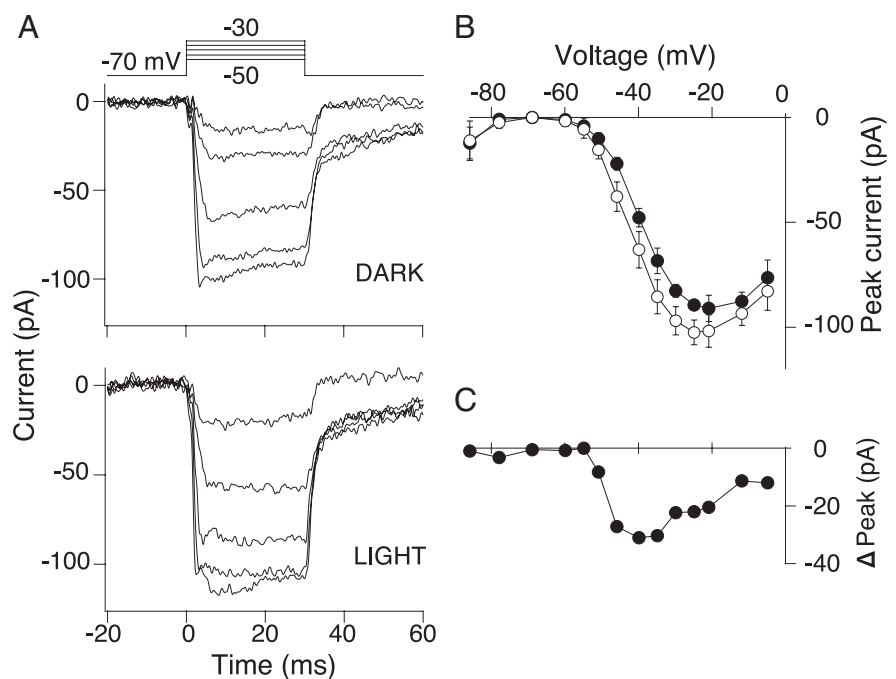 A
-30
-70 mV
-50
0
-50
-100
DARK
Current (pA)
0
-50
-100
LIGHT
-20 0 20 40 60
Time (ms)
B
Voltage (mV)
-80 -60 -40 -20 0
0
-50
-100
Peak current (pA)
C
0
-20
-40
Δ Peak (pA)